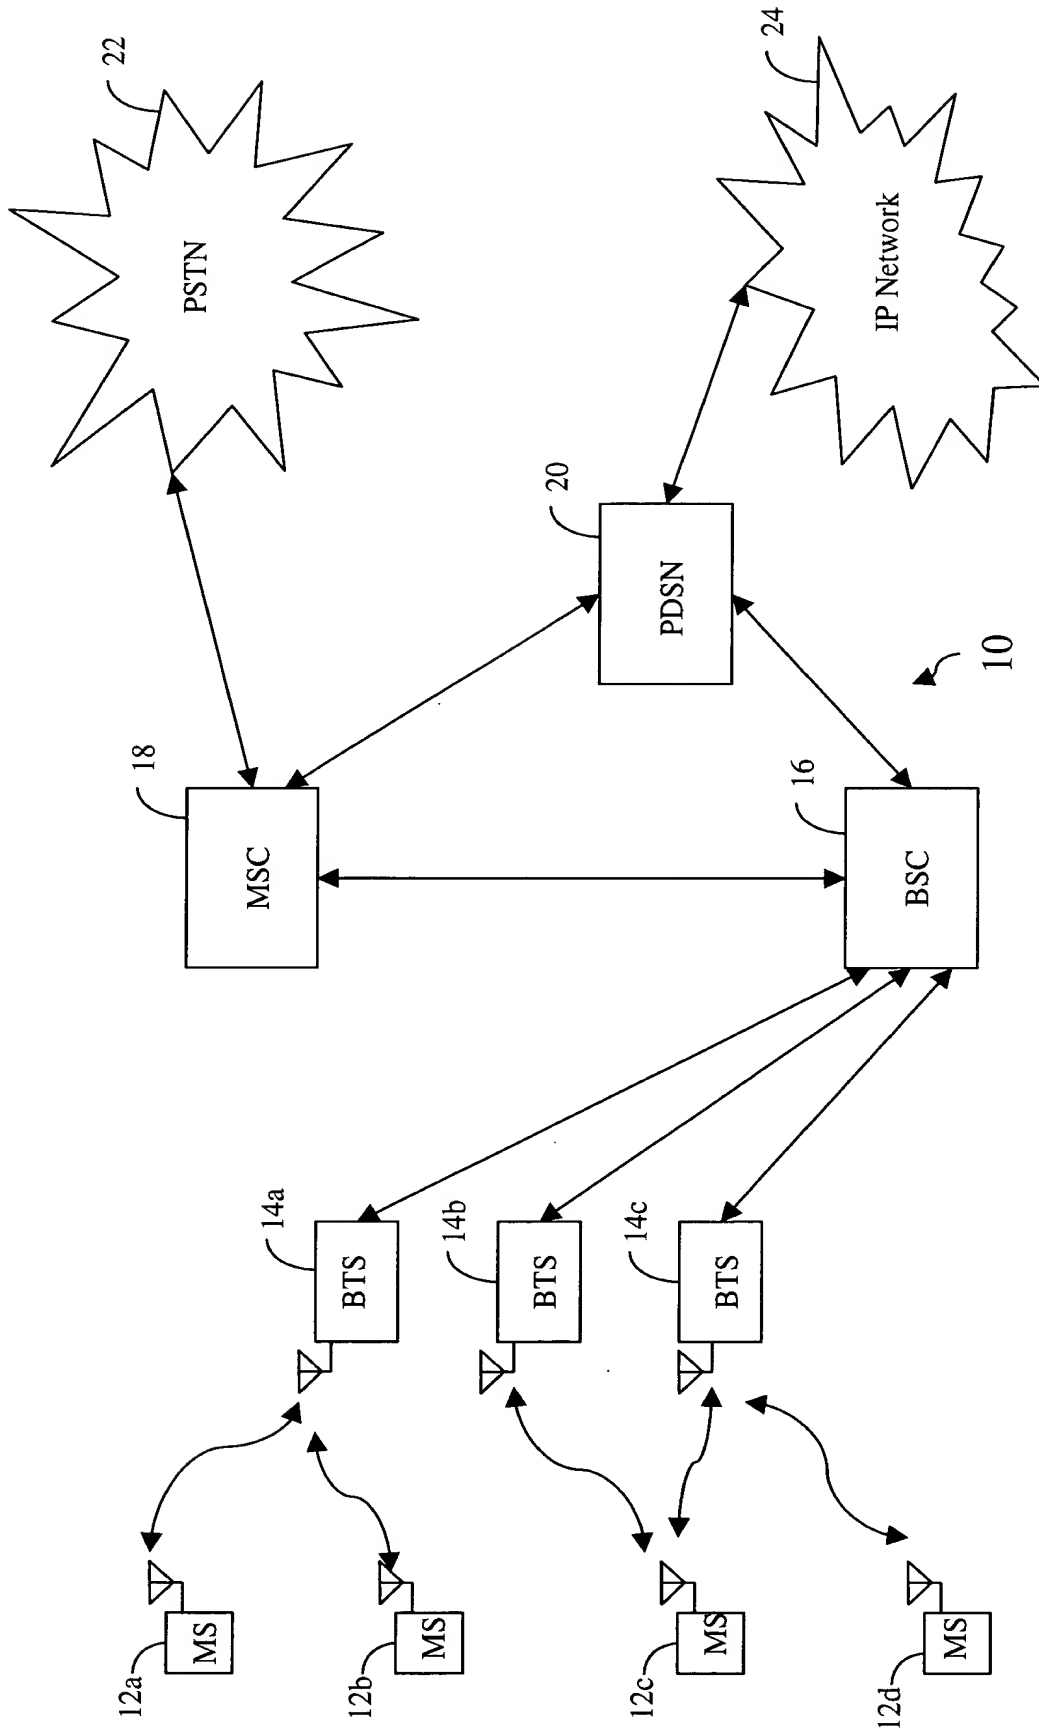 12a
MS
12b
MS
12c
MS
12d
MS
14a
BTS
14b
BTS
14c
BTS
18
MSC
16
BSC
10
20
PDSN
22
PSTN
24
IP Network